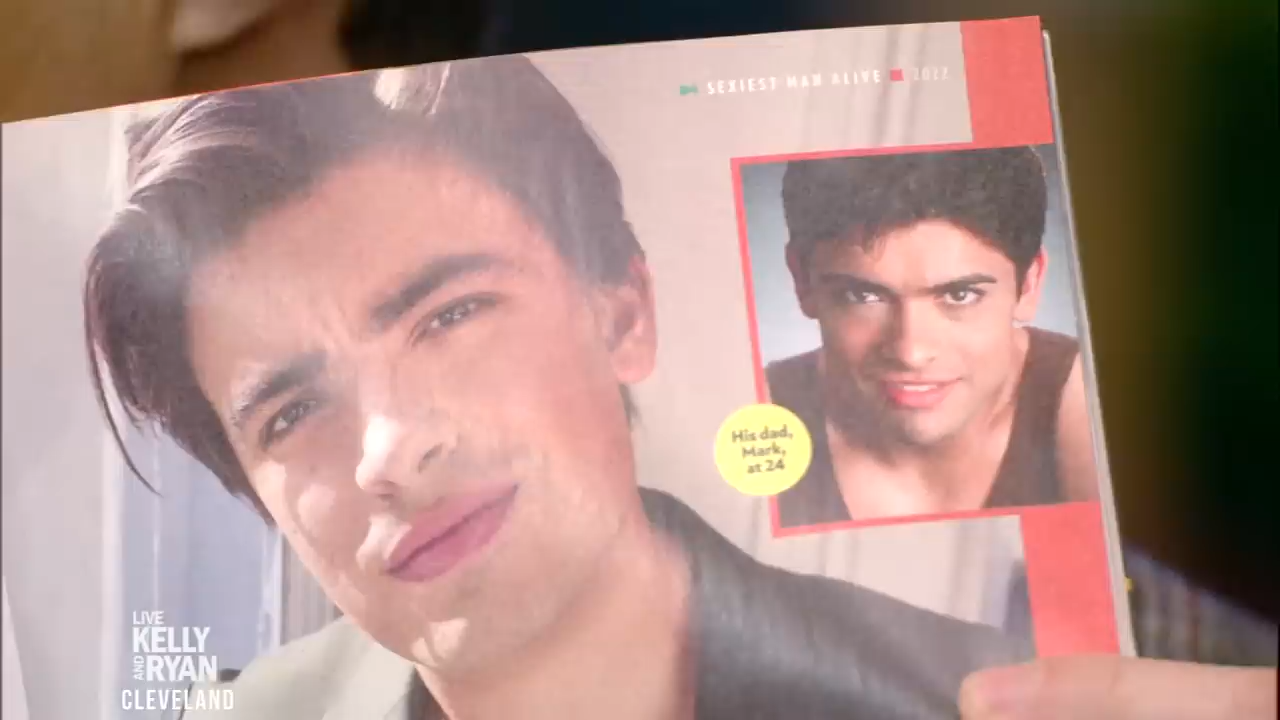 SEXIEST MAN ALIVE 2022
His dad,
Mark,
at 24
LIVE
KELLY
AND RYAN
CLEVELAND